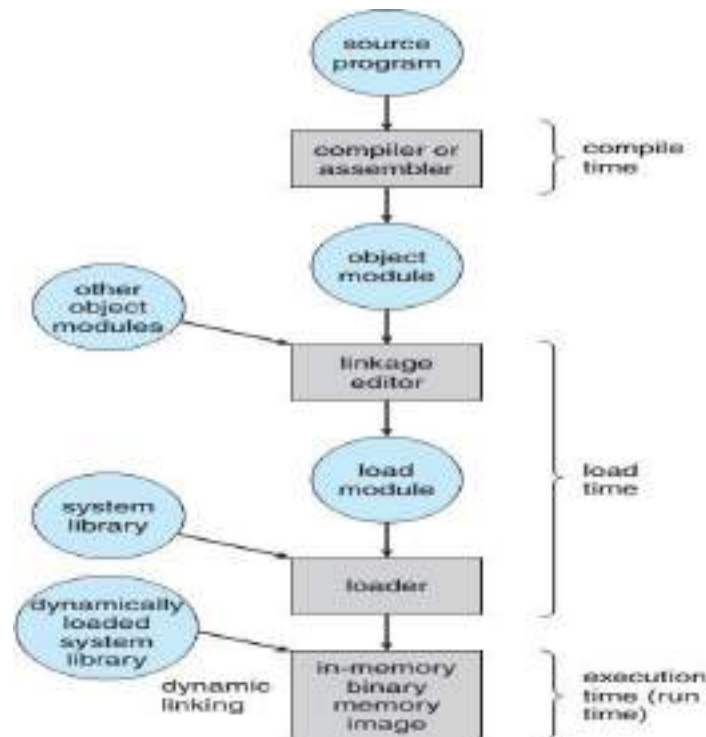 source
program
compiler or
assembler
compile
time
object
module
other
object
modules
linkage
editor
load
module
load
time
system
library
loader
dynamically
loaded
system
library
dynamic
linking
in-memory
binary
memory
image
execution
time (run
time)